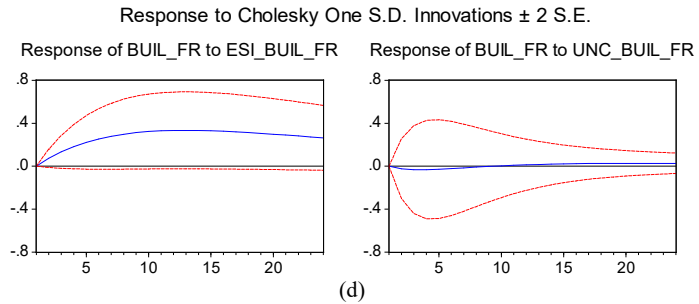 Response to Cholesky One S.D. Innovations ± 2 S.E.
Response of BUIL_FR to ESI_BUIL_FR
Response of BUIL_FR to UNC_BUIL_FR
.8
.4
.0
-.4
-.8
5 10 15 20
.8
.4
.0
-.4
-.8
5 10 15 20
(d)